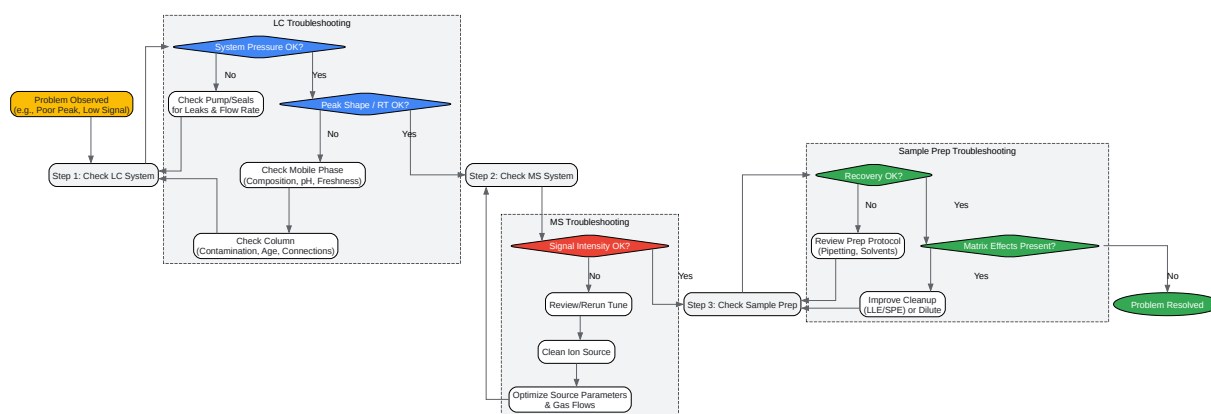 LC Troubleshooting
System Pressure OK?
No
Yes
Problem Observed
(e.g., Poor Peak, Low Signal)
Check Pump/Seals
for Leaks & Flow Rate
Peak Shape / RT OK?
No
Yes
Step 1: Check LC System
Check Mobile Phase
(Composition, pH, Freshness)
Check Column
(Contamination, Age, Connections)
Step 2: Check MS System
MS Troubleshooting
Signal Intensity OK?
No
Yes
Review/Rerun Tune
Clean Ion Source
Optimize Source Parameters
& Gas Flows
Step 3: Check Sample Prep
Sample Prep Troubleshooting
Recovery OK?
No
Yes
Review Prep Protocol
(Pipetting, Solvents)
Matrix Effects Present?
Yes
No
Improve Cleanup
(LLE/SPE) or Dilute
Problem Resolved